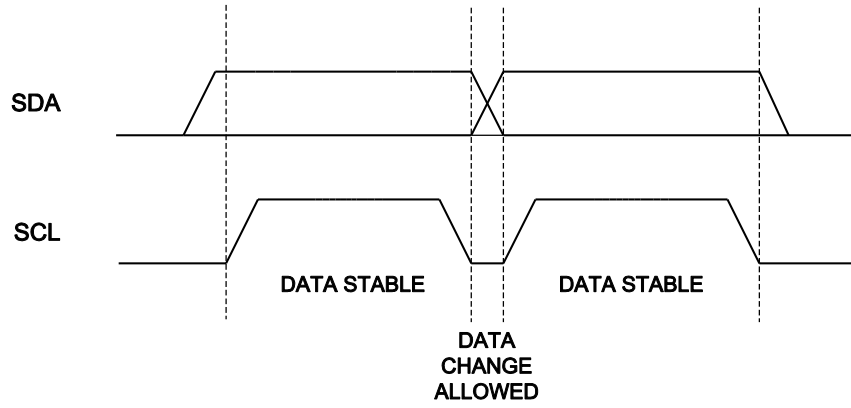 SDA
SCL
DATA STABLE
DATA STABLE
DATA
CHANGE
ALLOWED